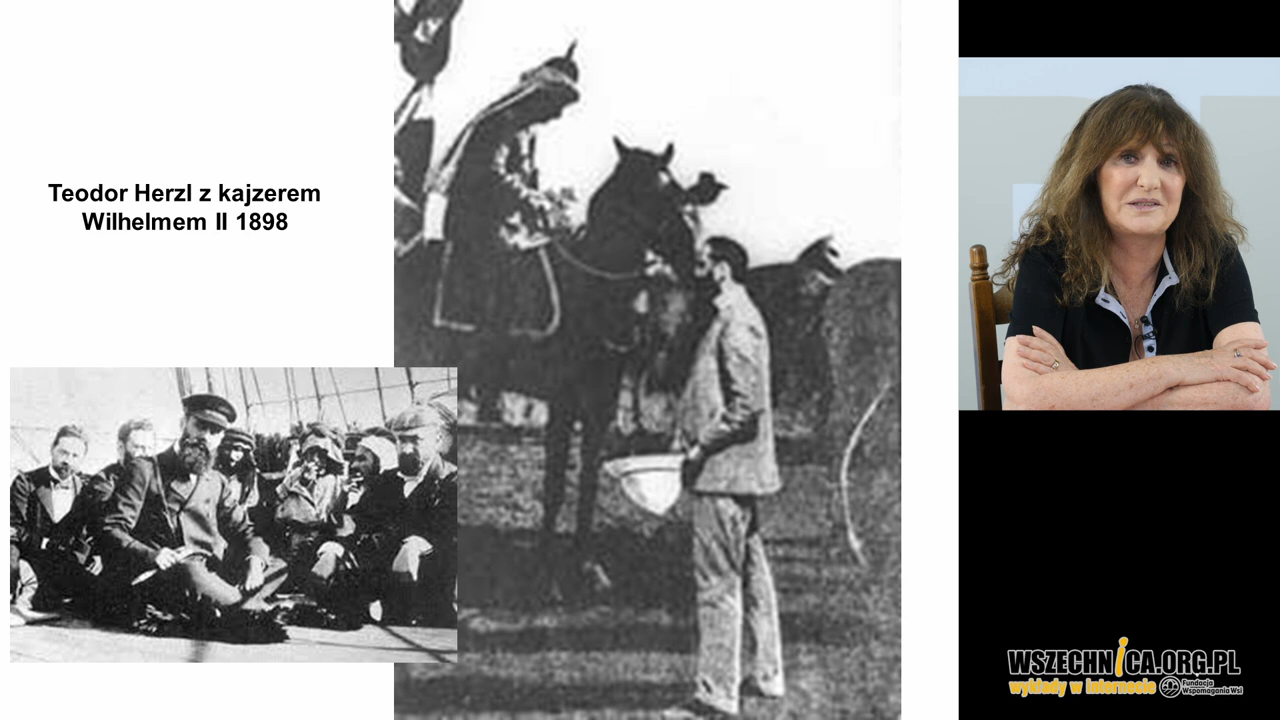 Teodor Herzl z kajzerem
Wilhelmem II 1898
WSZECHNICA.ORG.PL
wykłady w internecie
Fundacja
Wspomagania Wsi